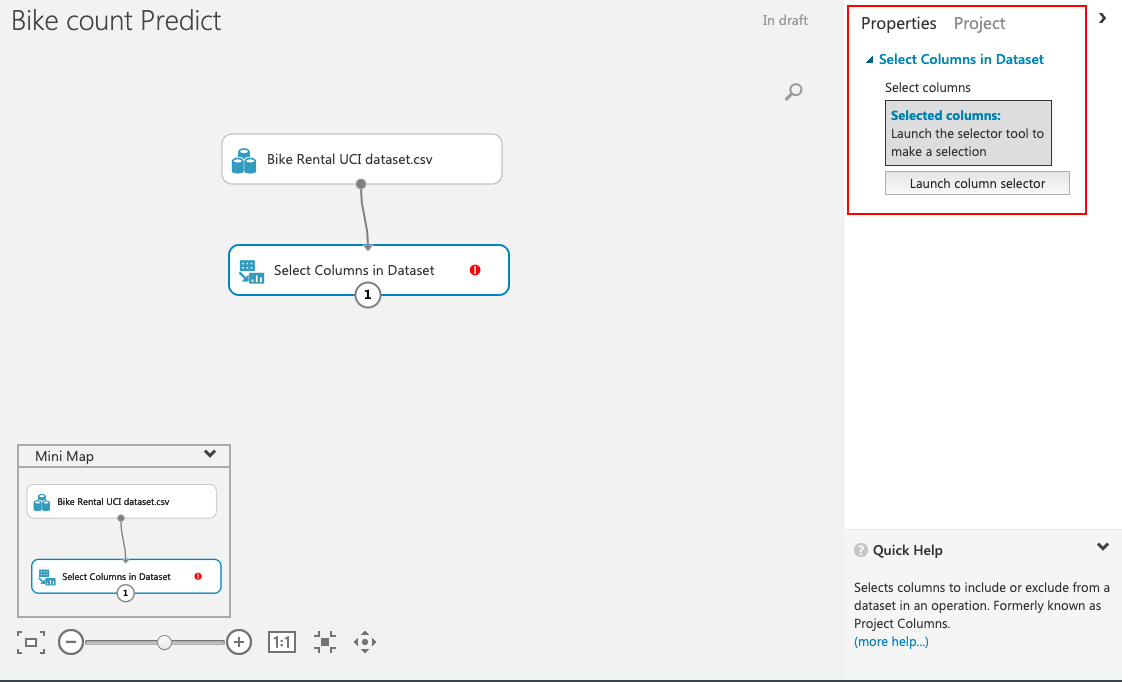 Bike count Predict
In draft
Bike Rental UCI dataset.csv
Select Columns in Dataset
1
Mini Map
Bike Rental UCI dataset.csv
Select Columns in Dataset
1
1:1
Properties Project
Select Columns in Dataset
Select columns
Selected columns:
Launch the selector tool to
make a selection
Launch column selector
Quick Help
Selects columns to include or exclude from a
dataset in an operation. Formerly known as
Project Columns.
(more help...)